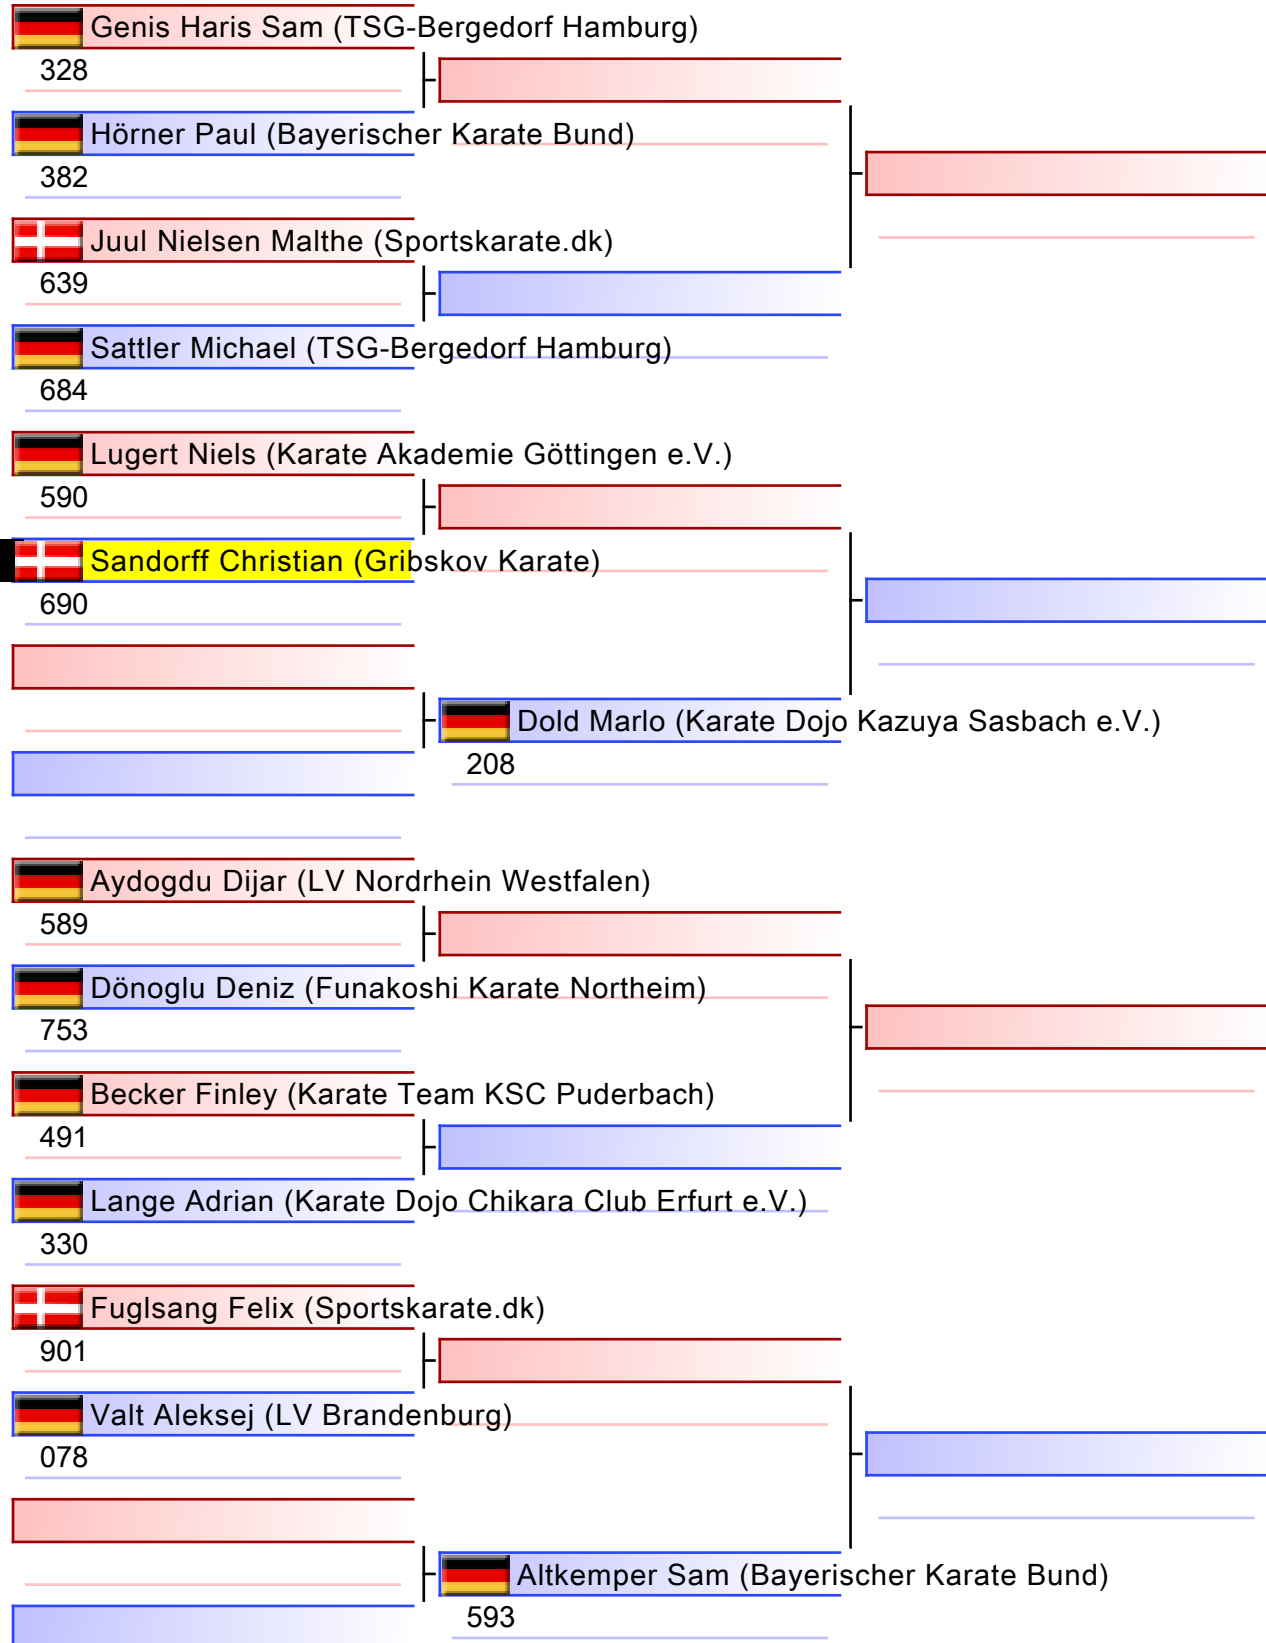 Genis Haris Sam (TSG-Bergedorf Hamburg)
328
Hörner Paul (Bayerischer Karate Bund)
382
Juul Nielsen Malthe (Sportskarate.dk)
639
Sattler Michael (TSG-Bergedorf Hamburg)
684
Lugert Niels (Karate Akademie Göttingen e.V.)
590
Sandorff Christian (Gribskov Karate)
690
Dold Marlo (Karate Dojo Kazuya Sasbach e.V.)
208
Aydogdu Dijar (LV Nordrhein Westfalen)
589
Dönoglu Deniz (Funakoshi Karate Northeim)
753
Becker Finley (Karate Team KSC Puderbach)
491
Lange Adrian (Karate Dojo Chikara Club Erfurt e.V.)
330
Fuglsang Felix (Sportskarate.dk)
901
Valt Aleksej (LV Brandenburg)
078
Altkemper Sam (Bayerischer Karate Bund)
593